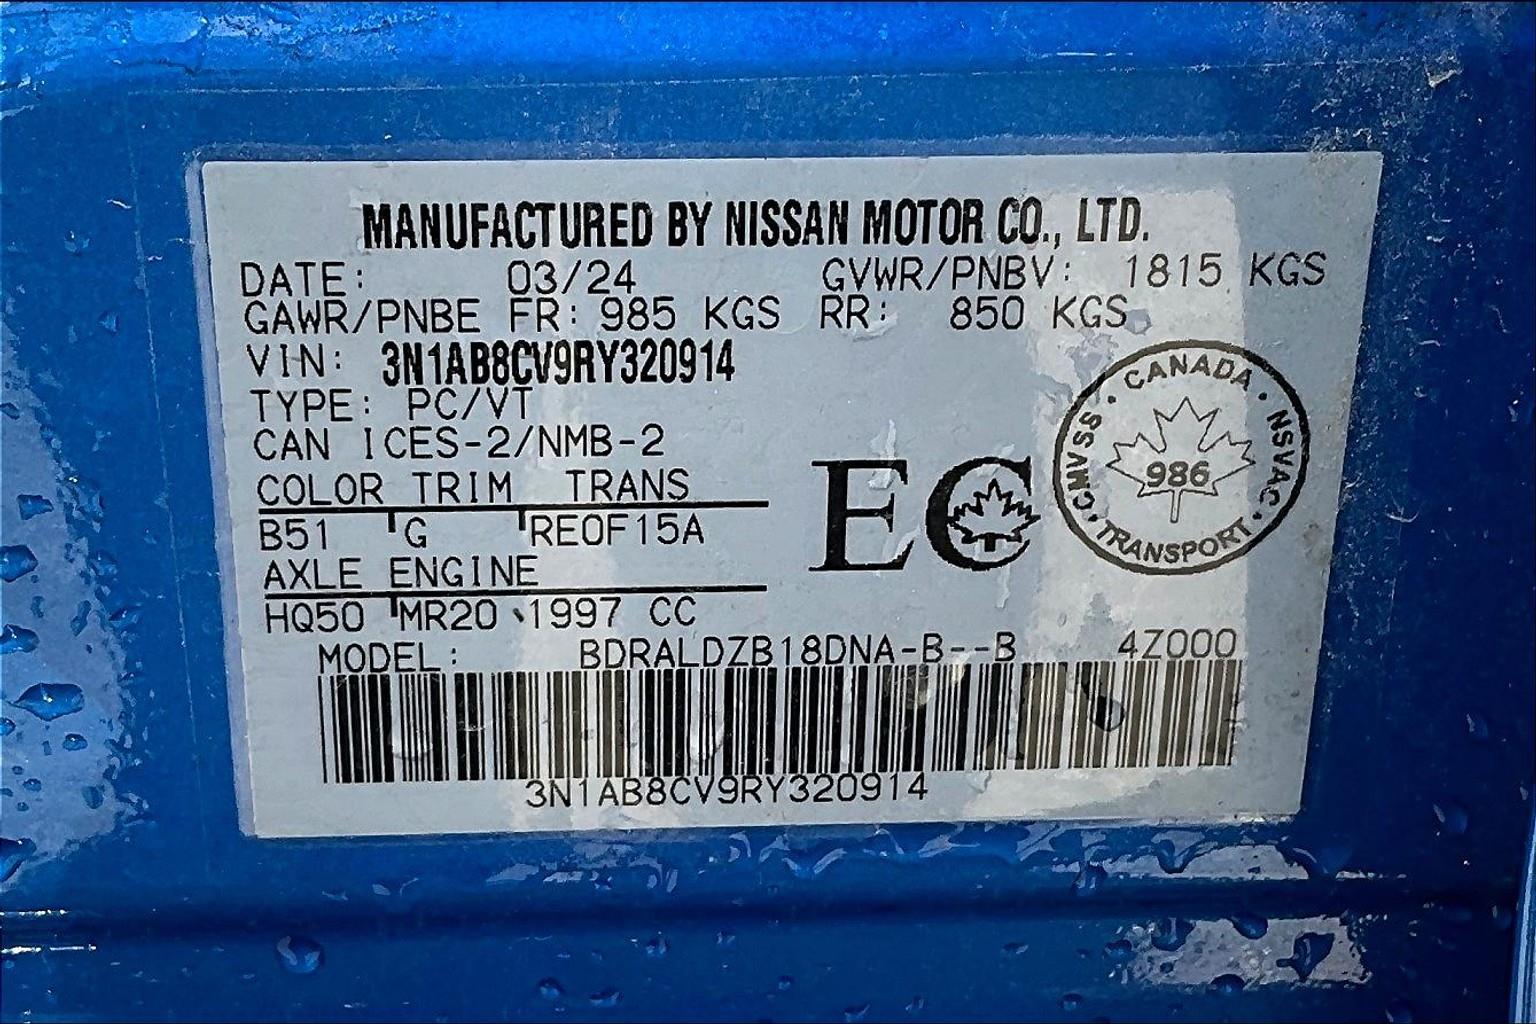 MANUFACTURED BY NISSAN MOTOR CO., LTD.
DATE: 03/24 GVWR/PNBV: 1815 KGS
GAWR/PNBE FR: 985 KGS RR: 850 KGS
VIN: 3N1AB8CV9RY320914
TYPE: PC/VT
CAN ICES-2/NMB-2
COLOR TRIM TRANS
B51 G RE0F15A
AXLE ENGINE
HQ50 MR20 1997 CC
EC
CANADA
CMVSS · NSVAC
986
TRANSPORT
MODEL: BDRALDZB18DNA-B--B 4Z000
3N1AB8CV9RY320914